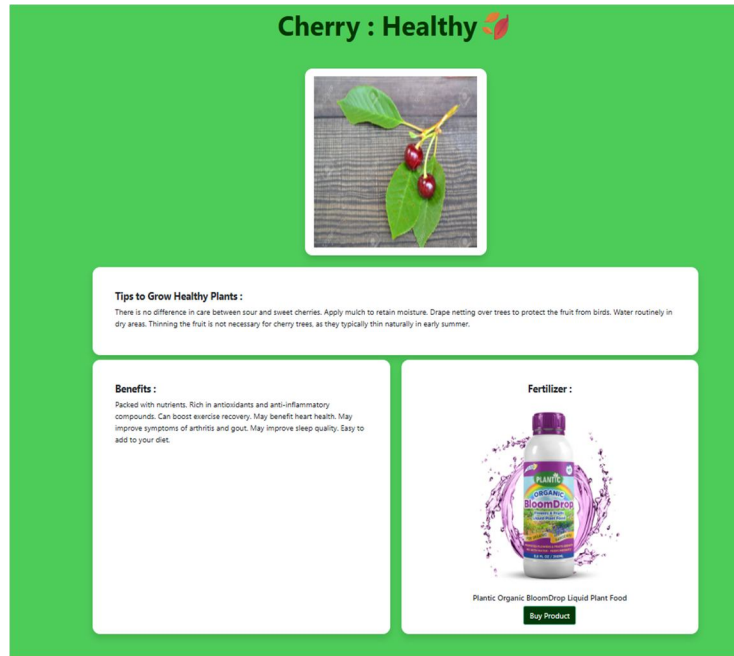 Cherry : Healthy
Tips to Grow Healthy Plants :
There is no difference in care between sour and sweet cherries. Apply mulch to retain moisture. Drape netting over trees to protect the fruit from birds. Water routinely in
dry areas. Thinning the fruit is not necessary for cherry trees, as they typically thin naturally in early summer.
Benefits :
Packed with nutrients. Rich in antioxidants and anti-inflammatory
compounds. Can boost exercise recovery. May benefit heart health. May
improve symptoms of arthritis and gout. May improve sleep quality. Easy to
add to your diet.
Fertilizer :
PLANTIC
ORGANIC
BloomDrop
Plantic Organic BloomDrop Liquid Plant Food
Buy Product